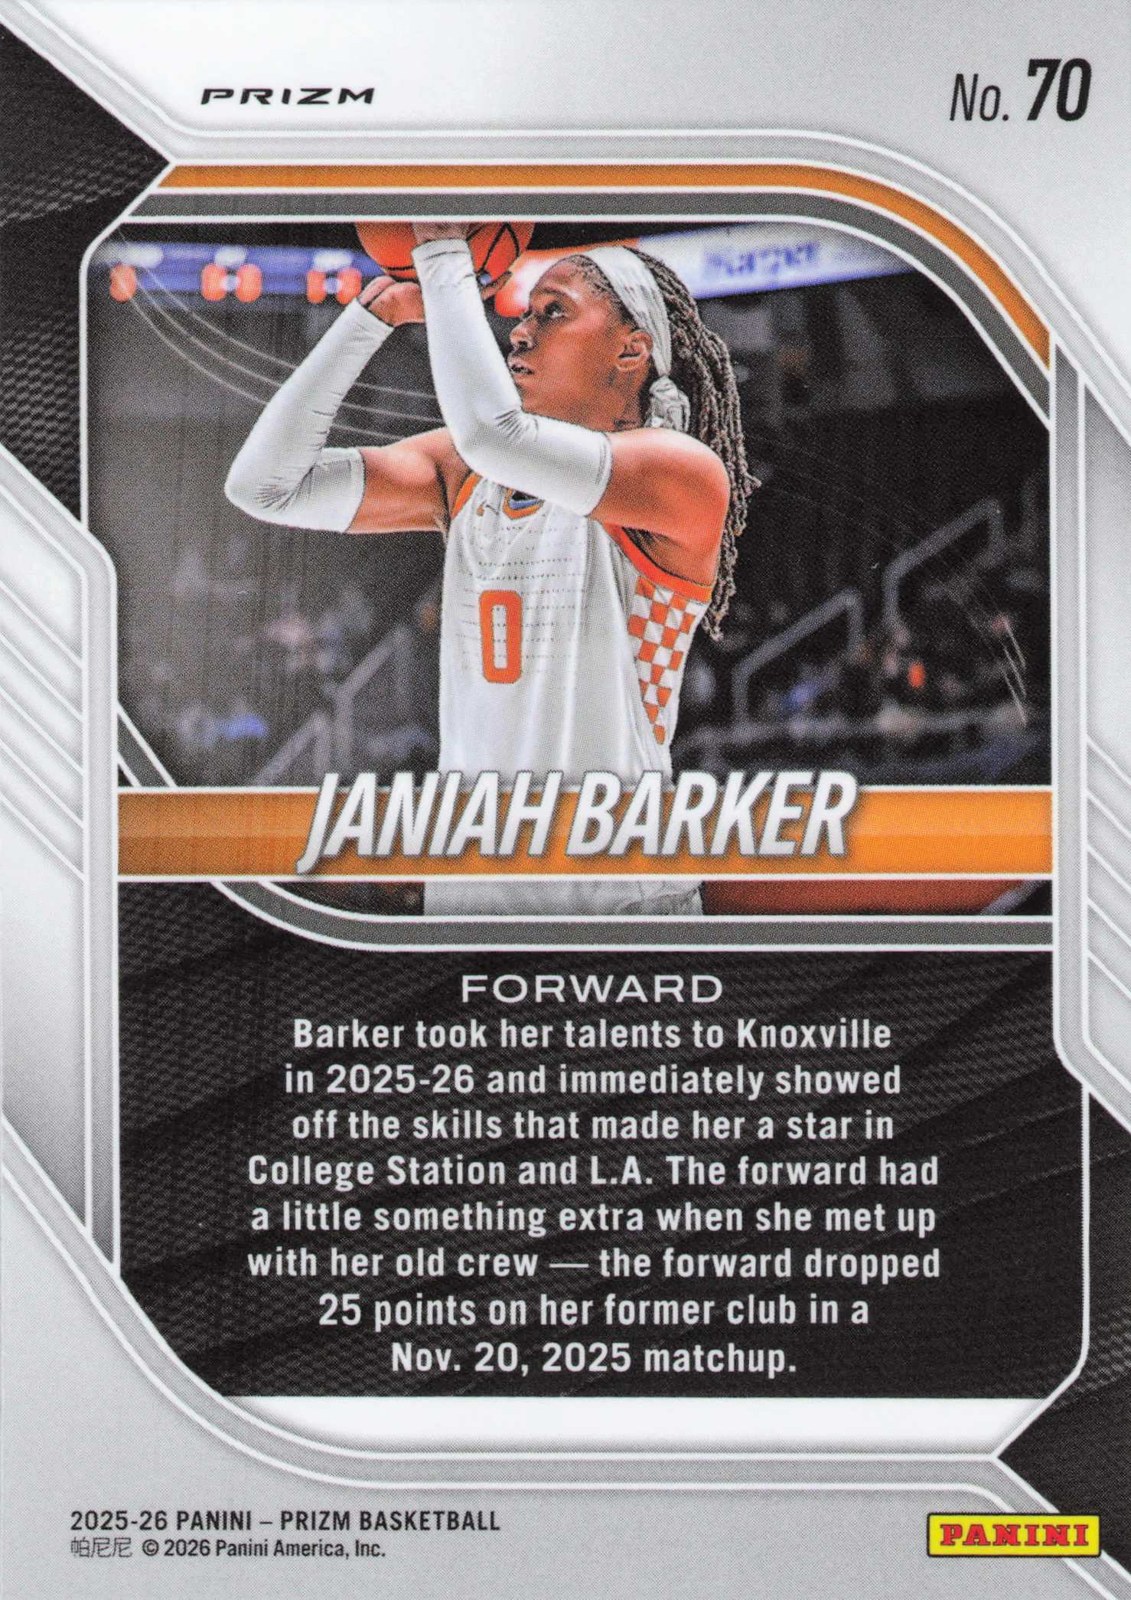 PRIZM
No. 70
0
JANIAH BARKER
FORWARD
Barker took her talents to Knoxville
in 2025-26 and immediately showed
off the skills that made her a star in
College Station and L.A. The forward had
a little something extra when she met up
with her old crew — the forward dropped
25 points on her former club in a
Nov. 20, 2025 matchup.
2025-26 PANINI – PRIZM BASKETBALL
帕尼尼 © 2026 Panini America, Inc.
PANINI